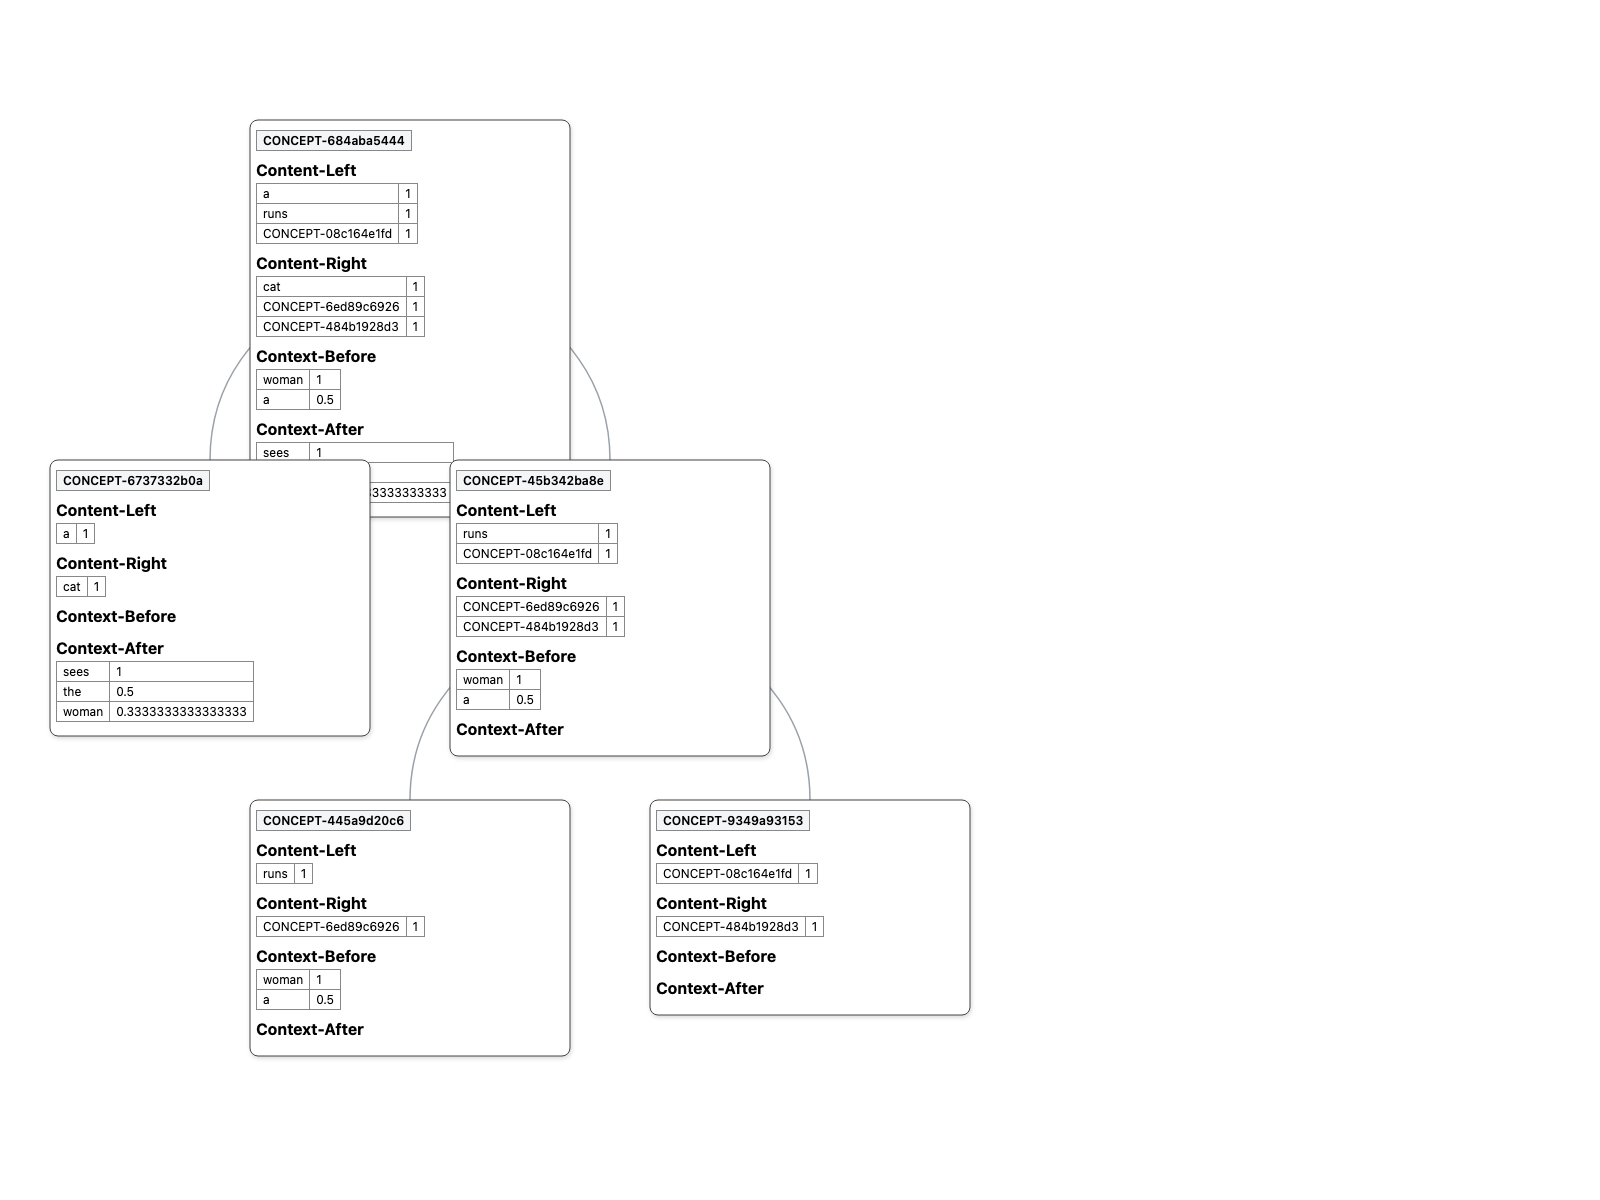 CONCEPT-684aba5444
Content-Left
a 1
runs 1
CONCEPT-08c164e1fd 1
Content-Right
cat 1
CONCEPT-6ed89c6926 1
CONCEPT-484b1928d3 1
Context-Before
woman 1
a 0.5
Context-After
sees 1
3333333333
CONCEPT-6737332b0a
Content-Left
a 1
Content-Right
cat 1
Context-Before
Context-After
sees 1
the 0.5
woman 0.3333333333333333
CONCEPT-45b342ba8e
Content-Left
runs 1
CONCEPT-08c164e1fd 1
Content-Right
CONCEPT-6ed89c6926 1
CONCEPT-484b1928d3 1
Context-Before
woman 1
a 0.5
Context-After
CONCEPT-445a9d20c6
Content-Left
runs 1
Content-Right
CONCEPT-6ed89c6926 1
Context-Before
woman 1
a 0.5
Context-After
CONCEPT-9349a93153
Content-Left
CONCEPT-08c164e1fd 1
Content-Right
CONCEPT-484b1928d3 1
Context-Before
Context-After